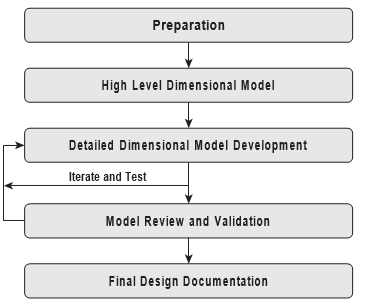 Preparation
High Level Dimensional Model
Detailed Dimensional Model Development
Iterate and Test
Model Review and Validation
Final Design Documentation